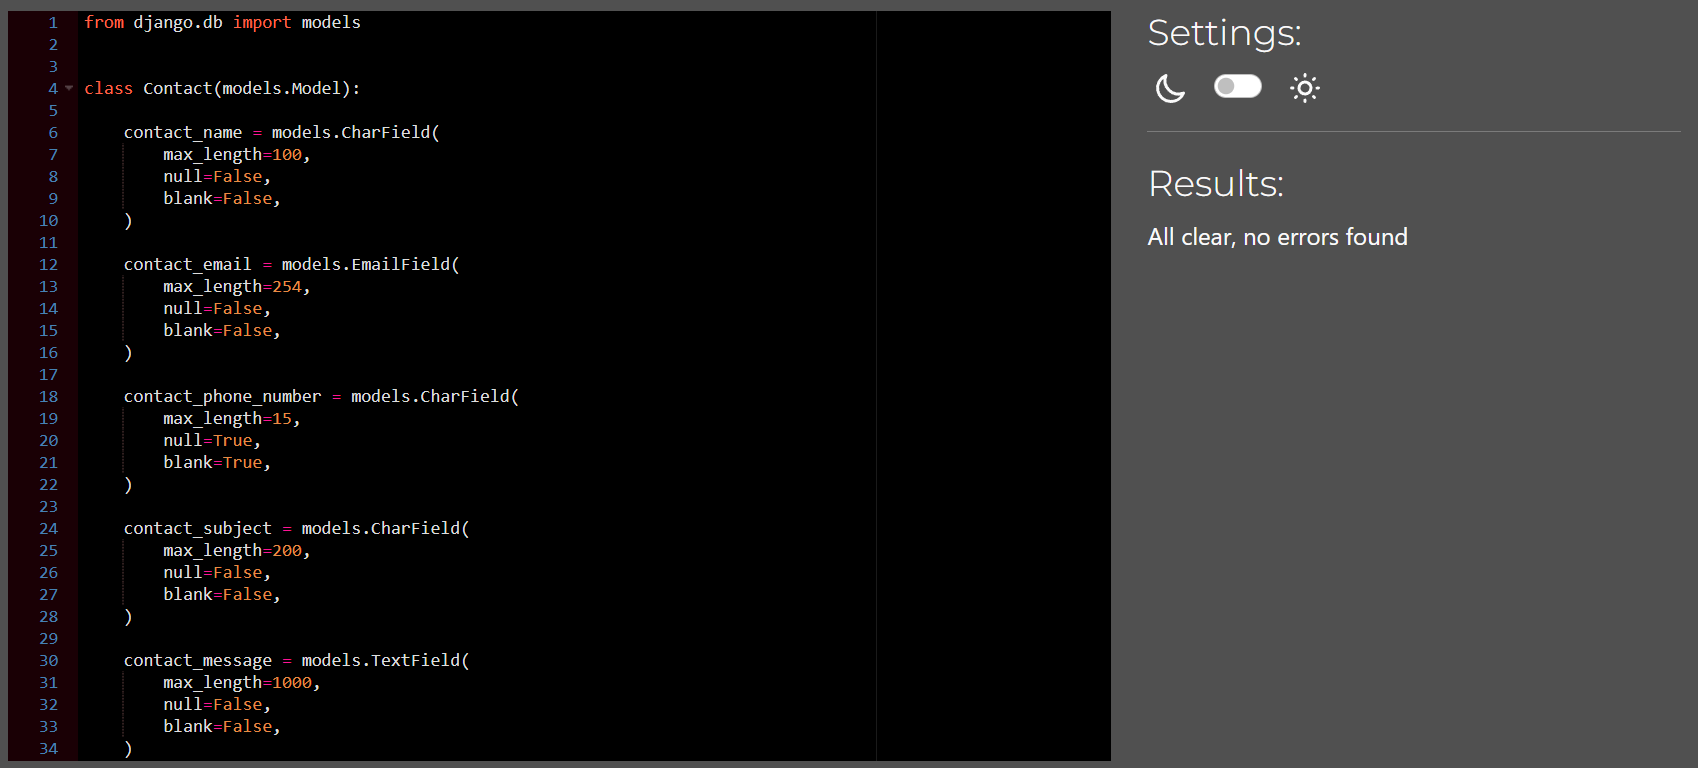 1 from django.db import models
2
3
4 class Contact(models.Model):
5
6     contact_name = models.CharField(
7         max_length=100,
8         null=False,
9         blank=False,
10     )
11
12     contact_email = models.EmailField(
13         max_length=254,
14         null=False,
15         blank=False,
16     )
17
18     contact_phone_number = models.CharField(
19         max_length=15,
20         null=True,
21         blank=True,
22     )
23
24     contact_subject = models.CharField(
25         max_length=200,
26         null=False,
27         blank=False,
28     )
29
30     contact_message = models.TextField(
31         max_length=1000,
32         null=False,
33         blank=False,
34     )
Settings:
Results:
All clear, no errors found